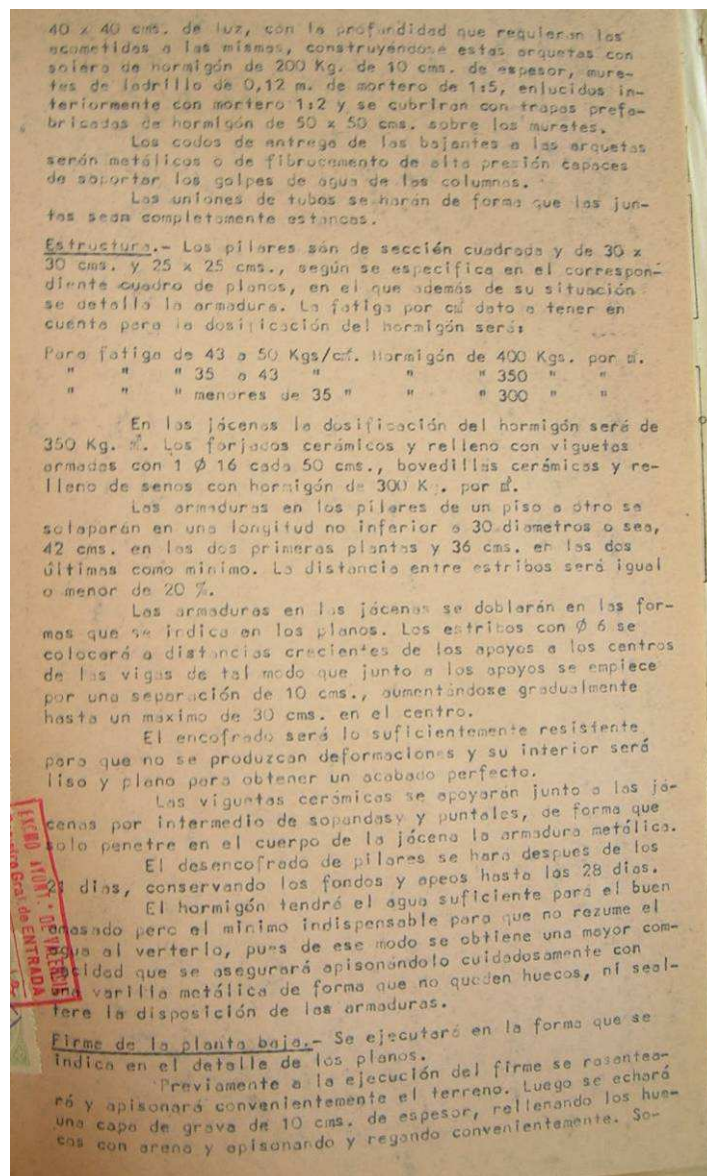 40 x 40 cms. de luz, con la profundidad que requieran las
acometidas a las mismas, construyéndose estas arquetas con
solera de hormigón de 200 Kg. de 10 cms. de espesor, mure-
tes de ladrillo de 0,12 m. de mortero de 1:5, enlucidos in-
teriormente con mortero 1:2 y se cubriran con trapas prefa-
bricadas de hormigón de 50 x 50 cms. sobre los muretes.
Los codos de entrega de las bajantes a las arquetas
serán metálicos o de fibrocemento de alta presión capaces
de soportar los golpes de agua de las columnas.
Las uniones de tubos se harán de forma que las jun-
tas sean completamente estancas.
Estructura.- Los pilares són de sección cuadrada y de 30 x
30 cms. y 25 x 25 cms., según se especifica en el correspon-
diente cuadro de planos, en el que además de su situación
se detalla la armadura. La fatiga por c㎡ dato a tener en
cuenta para la dosificación del hormigón será:
Para fatiga de 43 a 50 Kgs/c㎡. Hormigón de 400 Kgs. por ㎥.
" " " 35 a 43 " " " 350 " "
" " " menores de 35 " " " 300 " "
En las jácenas la dosificación del hormigón será de
350 Kg. ㎥. Los forjados cerámicos y relleno con viguetas
armadas con 1 Ø 16 cada 50 cms., bovedillas cerámicas y re-
lleno de senos con hormigón de 300 Kg. por ㎥.
Las armaduras en los pilares de un piso a otro se
solaparán en una longitud no inferior a 30 diametros o sea,
42 cms. en las dos primeras plantas y 36 cms. en las dos
últimas como minimo. La distancia entre estribos será igual
o menor de 20 %.
Las armaduras en las jácenas se doblarán en las for-
mas que se indica en los planos. Los estribos con Ø 6 se
colocará a distancias crecientes de los apoyos a los centros
de las vigas de tal modo que junto a los apoyos se empiece
por una separación de 10 cms., aumentándose gradualmente
hasta un maximo de 30 cms. en el centro.
El encofrado será lo suficientemente resistente
para que no se produzcan deformaciones y su interior será
liso y plano para obtener un acabado perfecto.
Las viguetas cerámicas se apoyarán junto a las já-
cenas por intermedio de sopandasy puntales, de forma que
solo penetre en el cuerpo de la jácena la armadura metálica.
El desencofrado de pilares se hara despues de los
21 dias, conservando los fondos y apeos hasta los 28 dias.
El hormigón tendrá el agua suficiente para el buen
amasado pero el minimo indispensable para que no rezume el
agua al verterlo, pues de ese modo se obtiene una mayor com-
pacidad que se asegurará apisonándolo cuidadosamente con
una varilla metálica de forma que no queden huecos, ni seal-
tere la disposición de las armaduras.
Firme de la planta baja.- Se ejecutará en la forma que se
indica en el detalle de los planos.
Previamente a la ejecución del firme se rasantea-
rá y apisonará convenientemente el terreno. Luego se echará
una capa de grava de 10 cms. de espesor, rellenando los hue-
cos con arena y apisonando y regando convenientemente. So-
EXCMO AYUNT. DE VALENCIA
Gral de ENTRADA